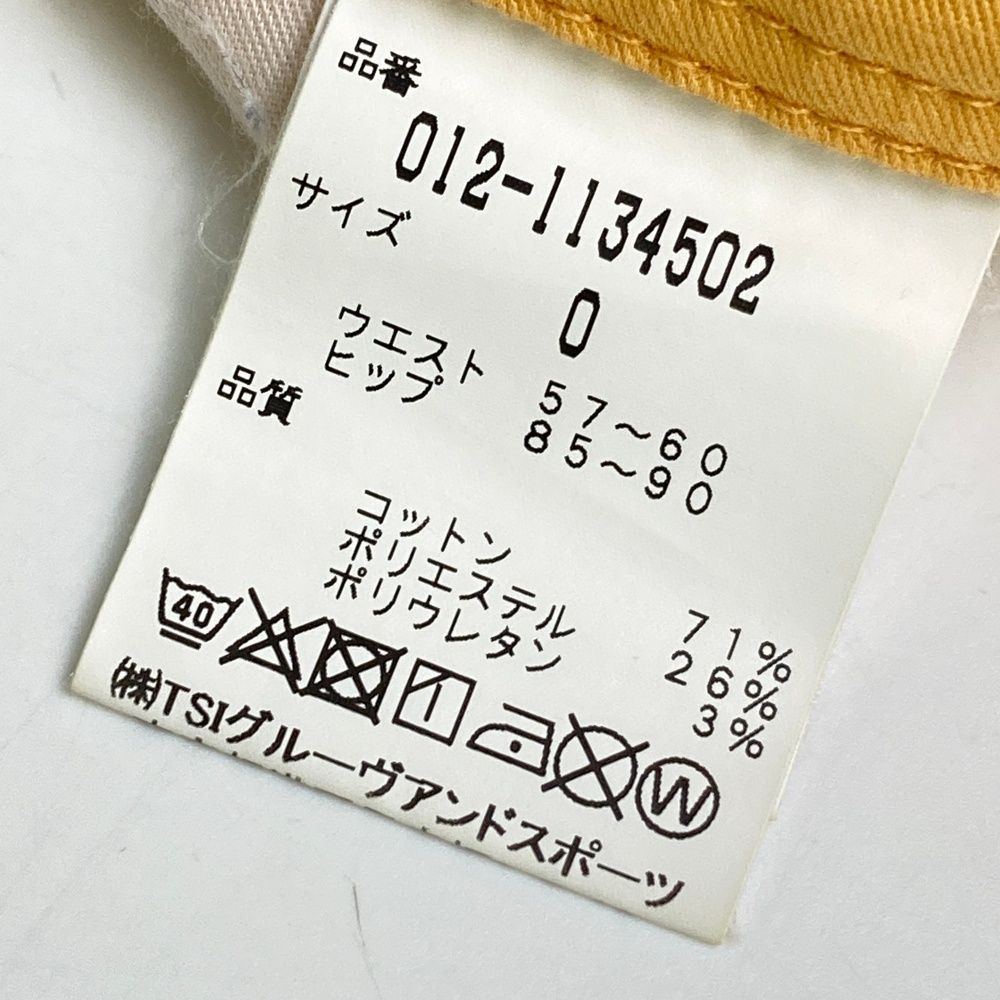 品番
012-1134502
サイズ
0
ウエスト 57〜60
ヒップ 85〜90
品質
コットン 71%
ポリエステル 26%
ポリウレタン 3%
40 W
㈱TSIグルーヴアンドスポーツ